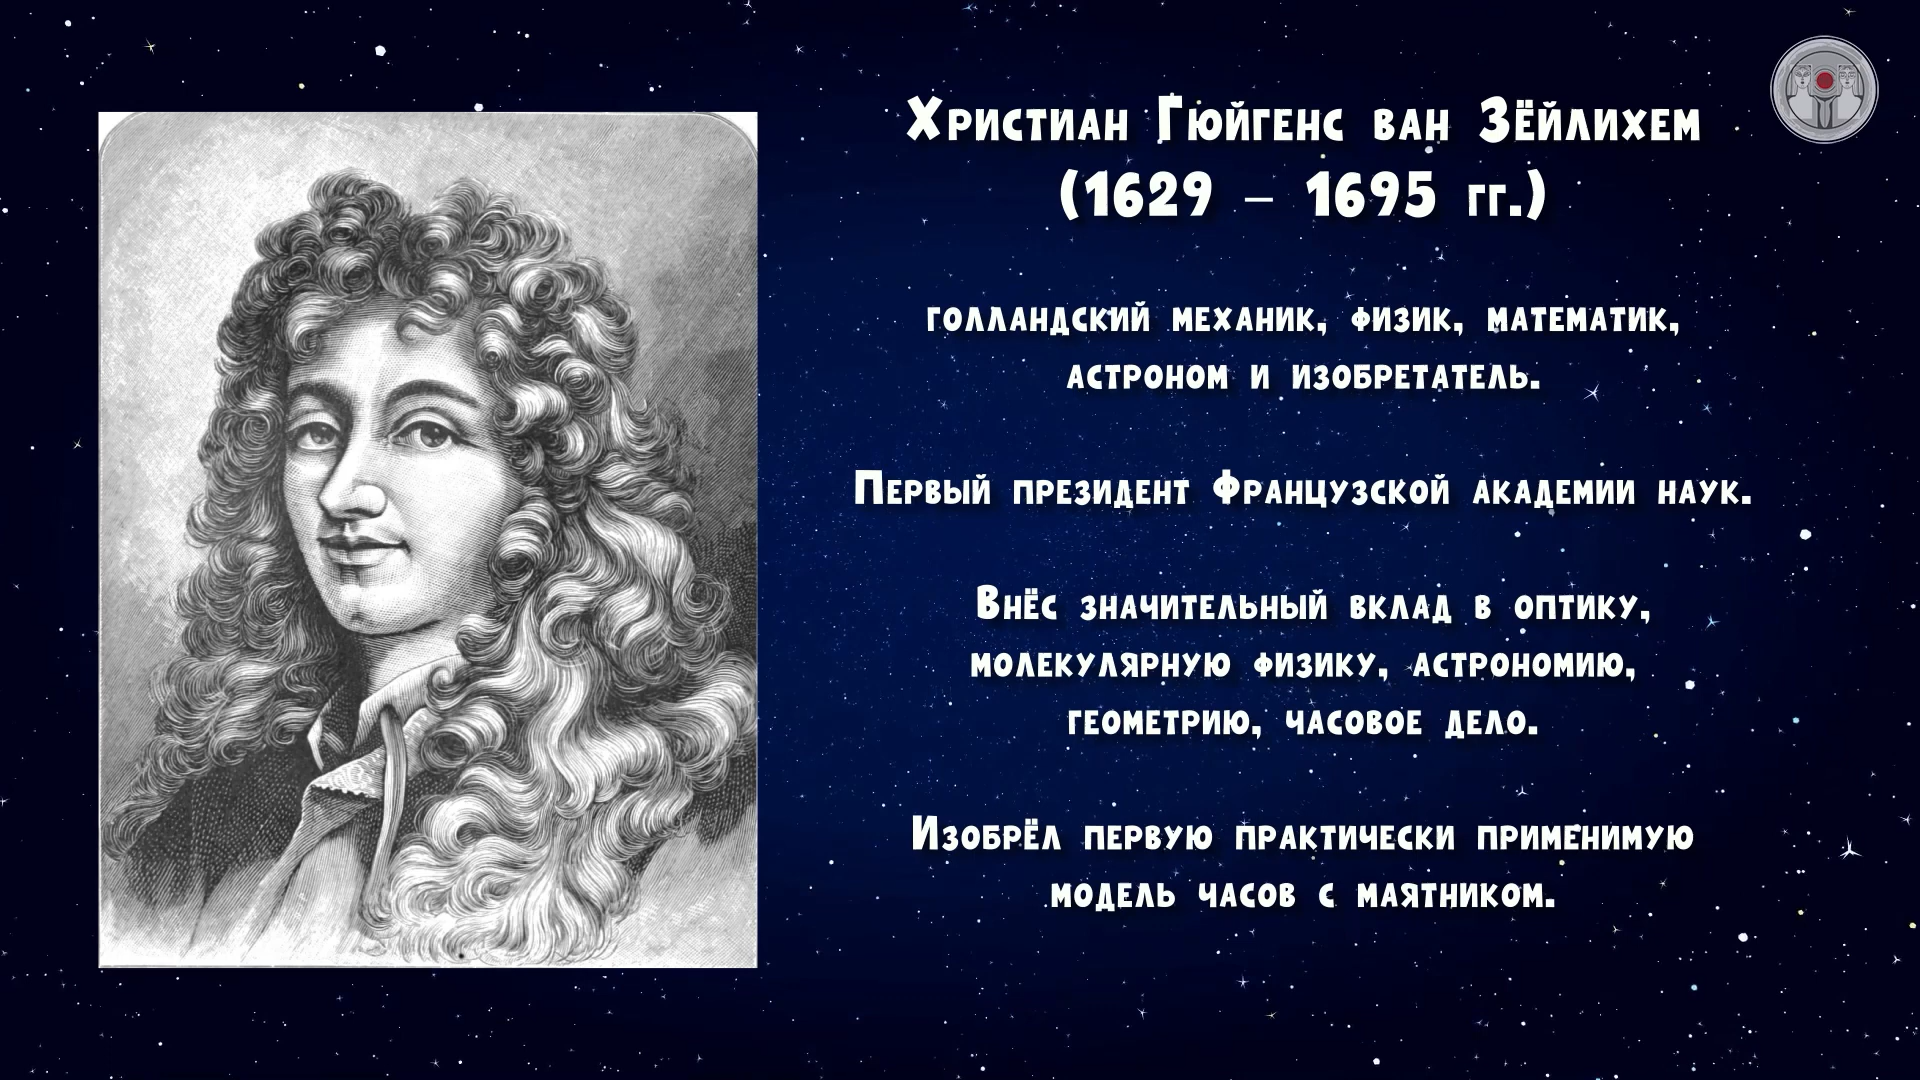 Христиан Гюйгенс ван Зёйлихем
(1629 – 1695 гг.)
голландский механик, физик, математик,
астроном и изобретатель.
Первый президент Французской академии наук.
Внёс значительный вклад в оптику,
молекулярную физику, астрономию,
геометрию, часовое дело.
Изобрёл первую практически применимую
модель часов с маятником.